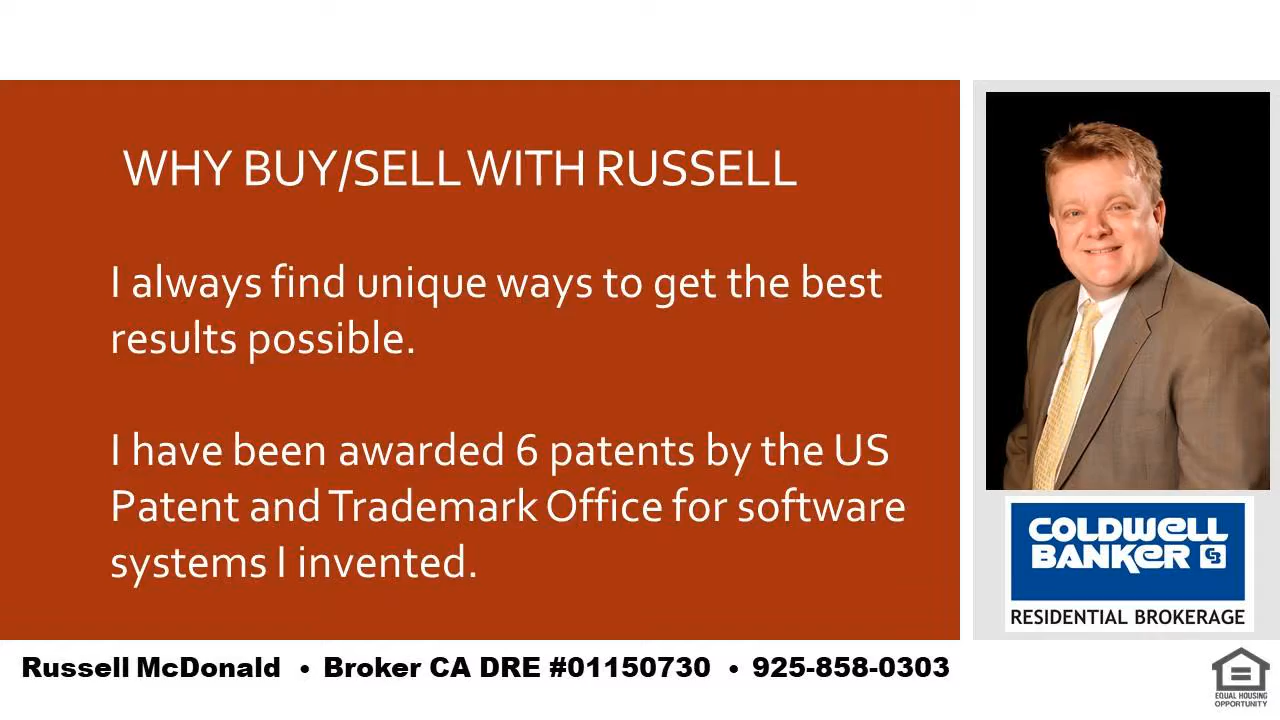 WHY BUY/SELL WITH RUSSELL
I always find unique ways to get the best
results possible.
I have been awarded 6 patents by the US
Patent and Trademark Office for software
systems I invented.
COLDWELL
BANKER CB
RESIDENTIAL BROKERAGE
Russell McDonald • Broker CA DRE #01150730 • 925-858-0303
EQUAL HOUSING
OPPORTUNITY